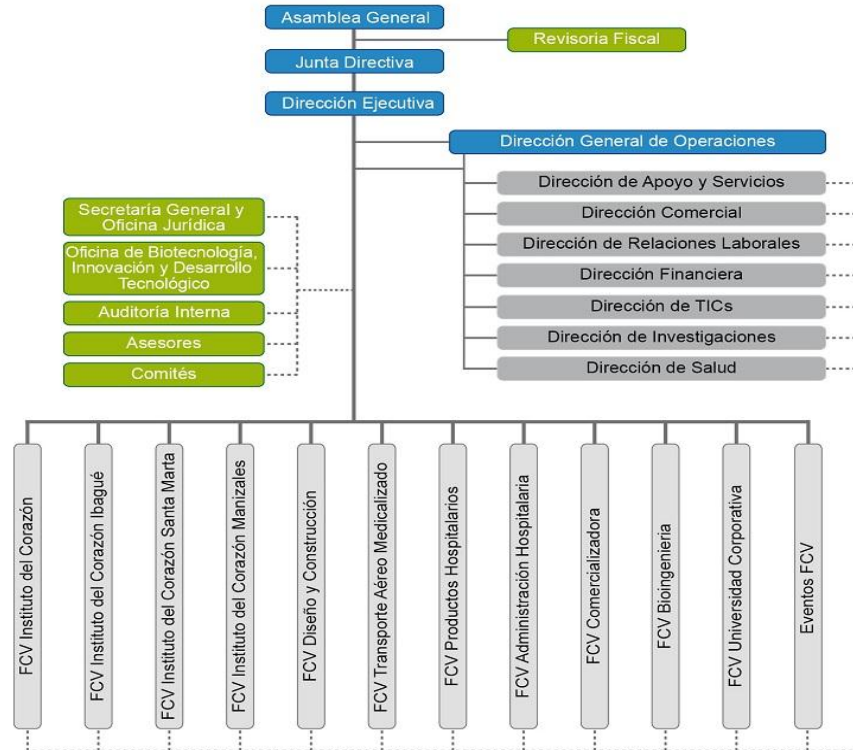 Asamblea General
Revisoria Fiscal
Junta Directiva
Dirección Ejecutiva
Dirección General de Operaciones
Dirección de Apoyo y Servicios
Dirección Comercial
Dirección de Relaciones Laborales
Dirección Financiera
Dirección de TICs
Dirección de Investigaciones
Dirección de Salud
Secretaría General y
Oficina Jurídica
Oficina de Biotecnología,
Innovación y Desarrollo
Tecnológico
Auditoría Interna
Asesores
Comités
FCV Instituto del Corazón
FCV Instituto del Corazón Ibagué
FCV Instituto del Corazón Santa Marta
FCV Instituto del Corazón Manizales
FCV Diseño y Construcción
FCV Transporte Aéreo Medicalizado
FCV Productos Hospitalarios
FCV Administración Hospitalaria
FCV Comercializadora
FCV Bioingenieria
FCV Universidad Corporativa
Eventos FCV